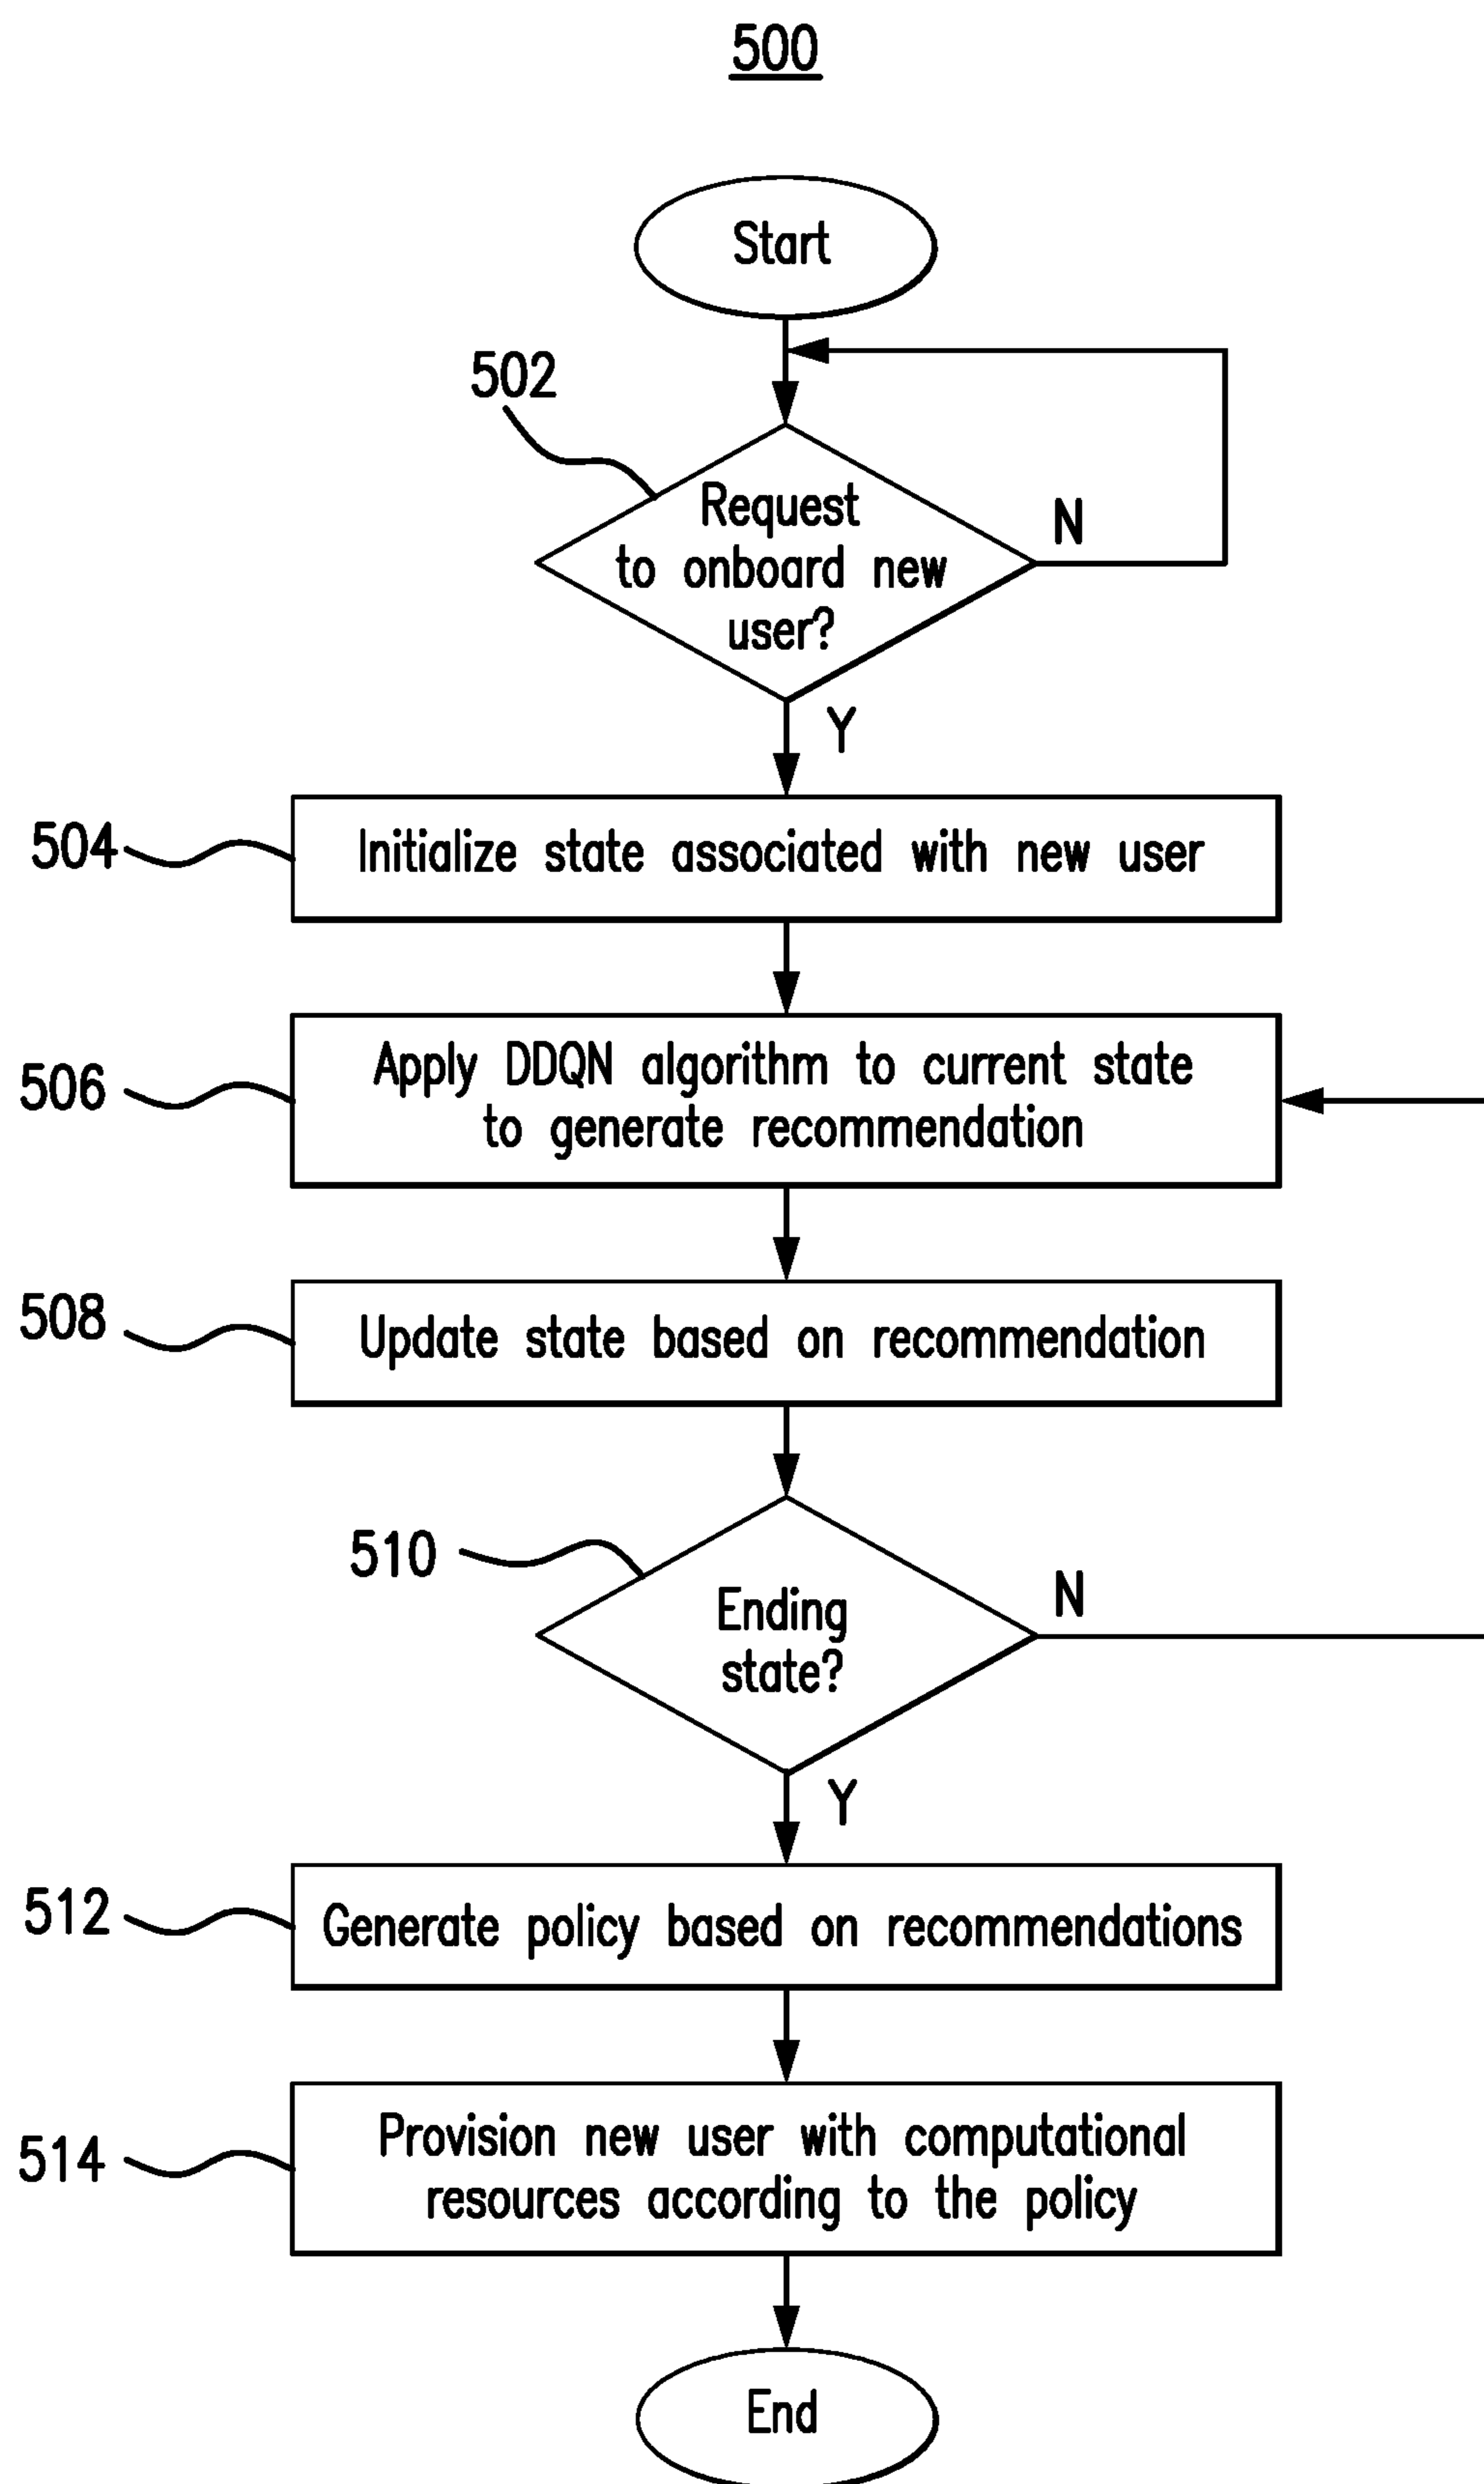 500
Start
502
Request
to onboard new
user?
N
Y
504
Initialize state associated with new user
506
Apply DDQN algorithm to current state
to generate recommendation
508
Update state based on recommendation
510
Ending
state?
N
Y
512
Generate policy based on recommendations
514
Provision new user with computational
resources according to the policy
End